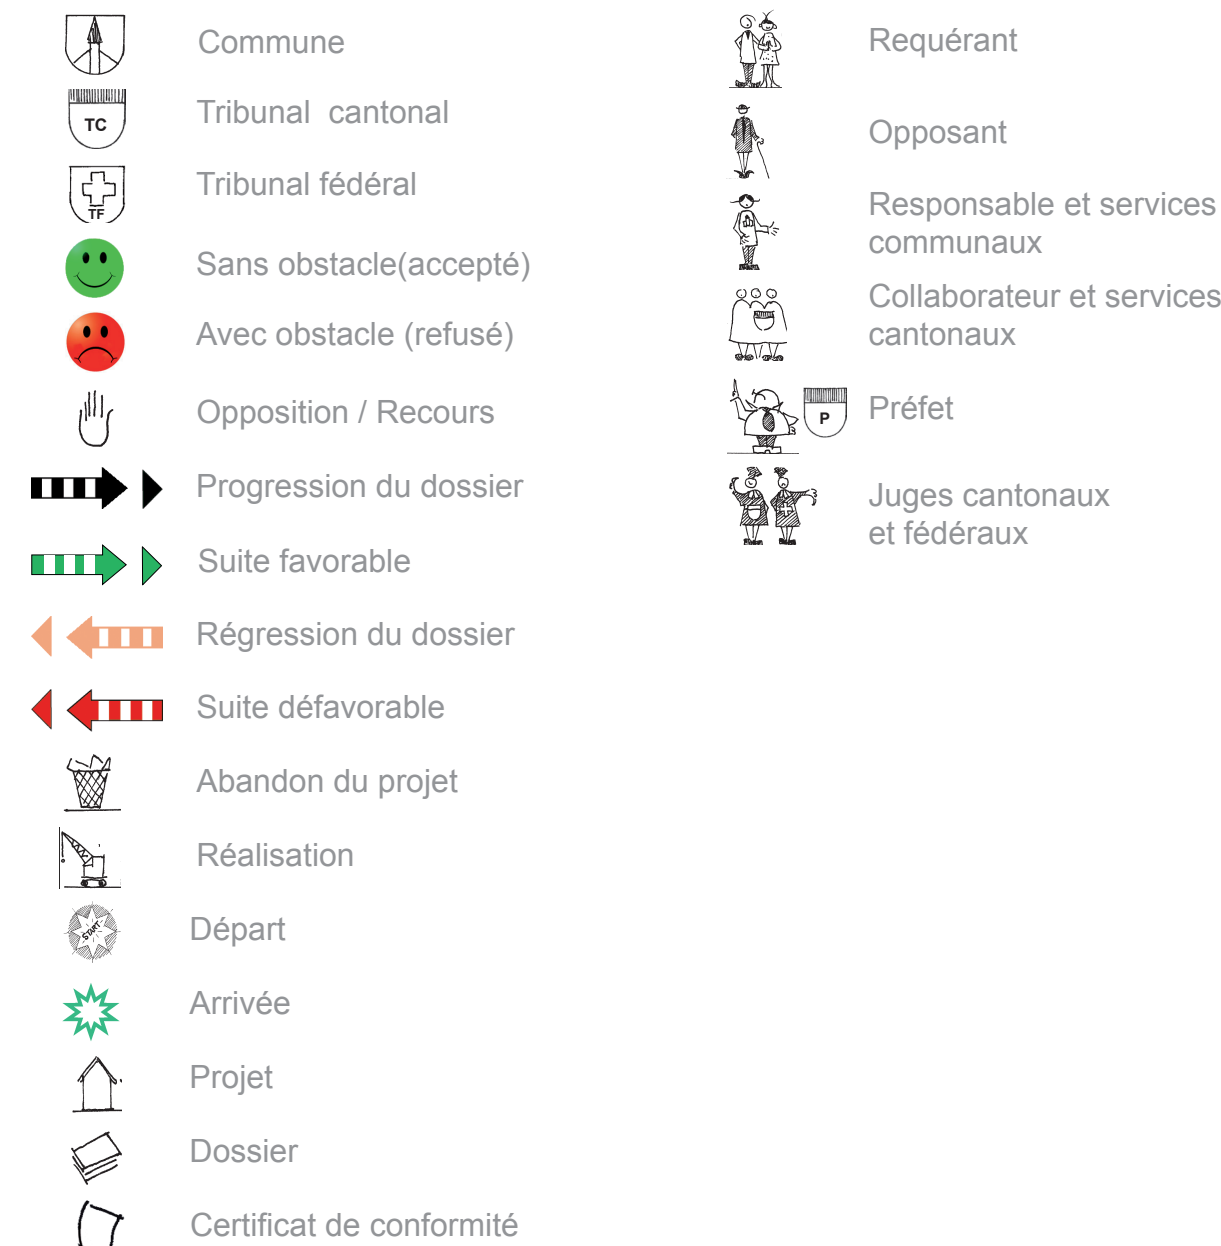 Commune
TC
Tribunal cantonal
TF
Tribunal fédéral
Sans obstacle(accepté)
Avec obstacle (refusé)
Opposition / Recours
Progression du dossier
Suite favorable
Régression du dossier
Suite défavorable
Abandon du projet
Réalisation
START
Départ
Arrivée
Projet
Dossier
Certificat de conformité
Requérant
Opposant
Responsable et services
communaux
Collaborateur et services
cantonaux
P
Préfet
Juges cantonaux
et fédéraux